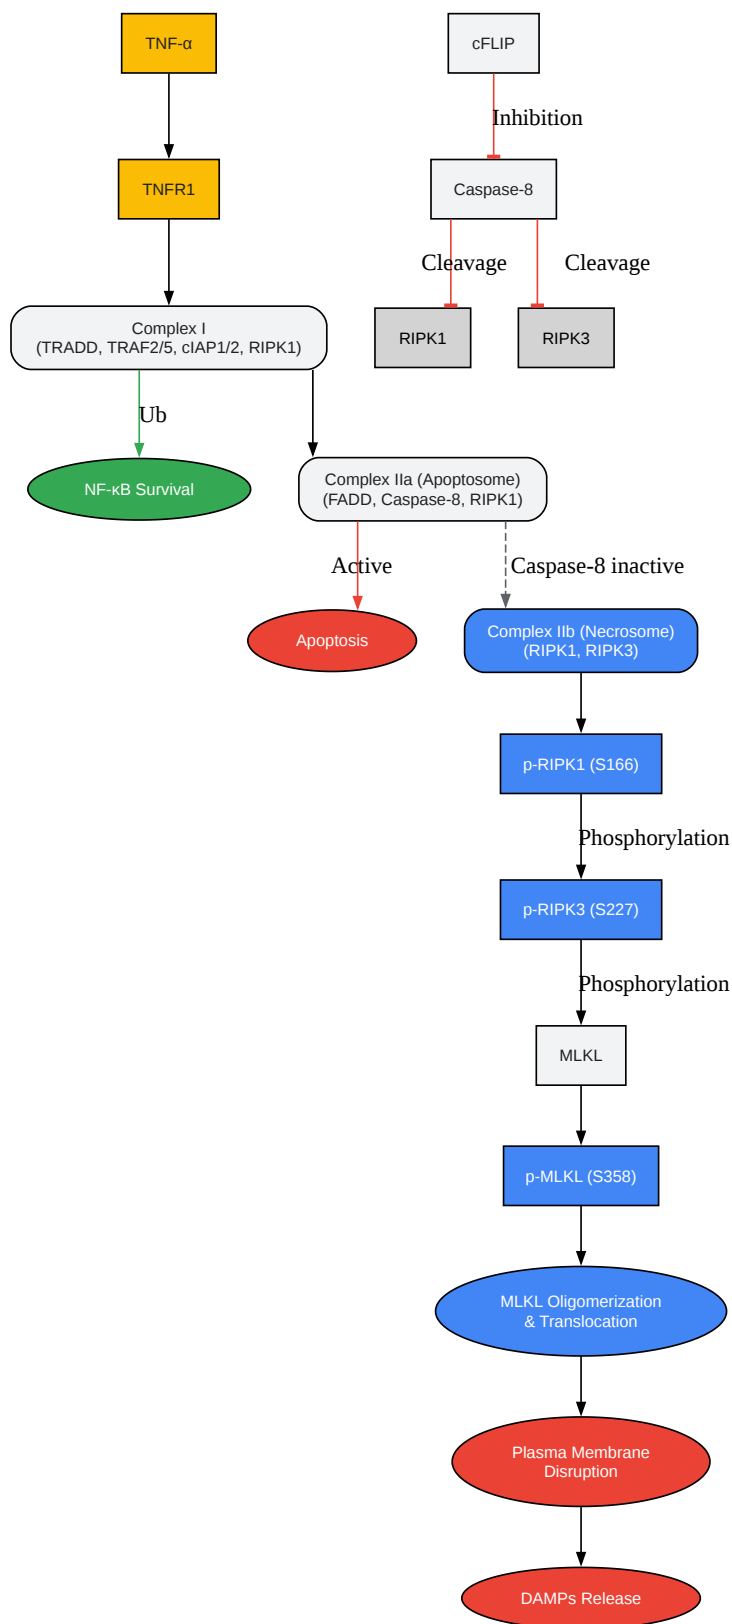 TNF-α
cFLIP
Inhibition
TNFR1
Caspase-8
Cleavage
Cleavage
Complex I
(TRADD, TRAF2/5, cIAP1/2, RIPK1)
RIPK1
RIPK3
Ub
NF-κB Survival
Complex IIa (Apoptosome)
(FADD, Caspase-8, RIPK1)
Active
Caspase-8 inactive
Apoptosis
Complex IIb (Necrosome)
(RIPK1, RIPK3)
p-RIPK1 (S166)
Phosphorylation
p-RIPK3 (S227)
Phosphorylation
MLKL
p-MLKL (S358)
MLKL Oligomerization
& Translocation
Plasma Membrane
Disruption
DAMPs Release